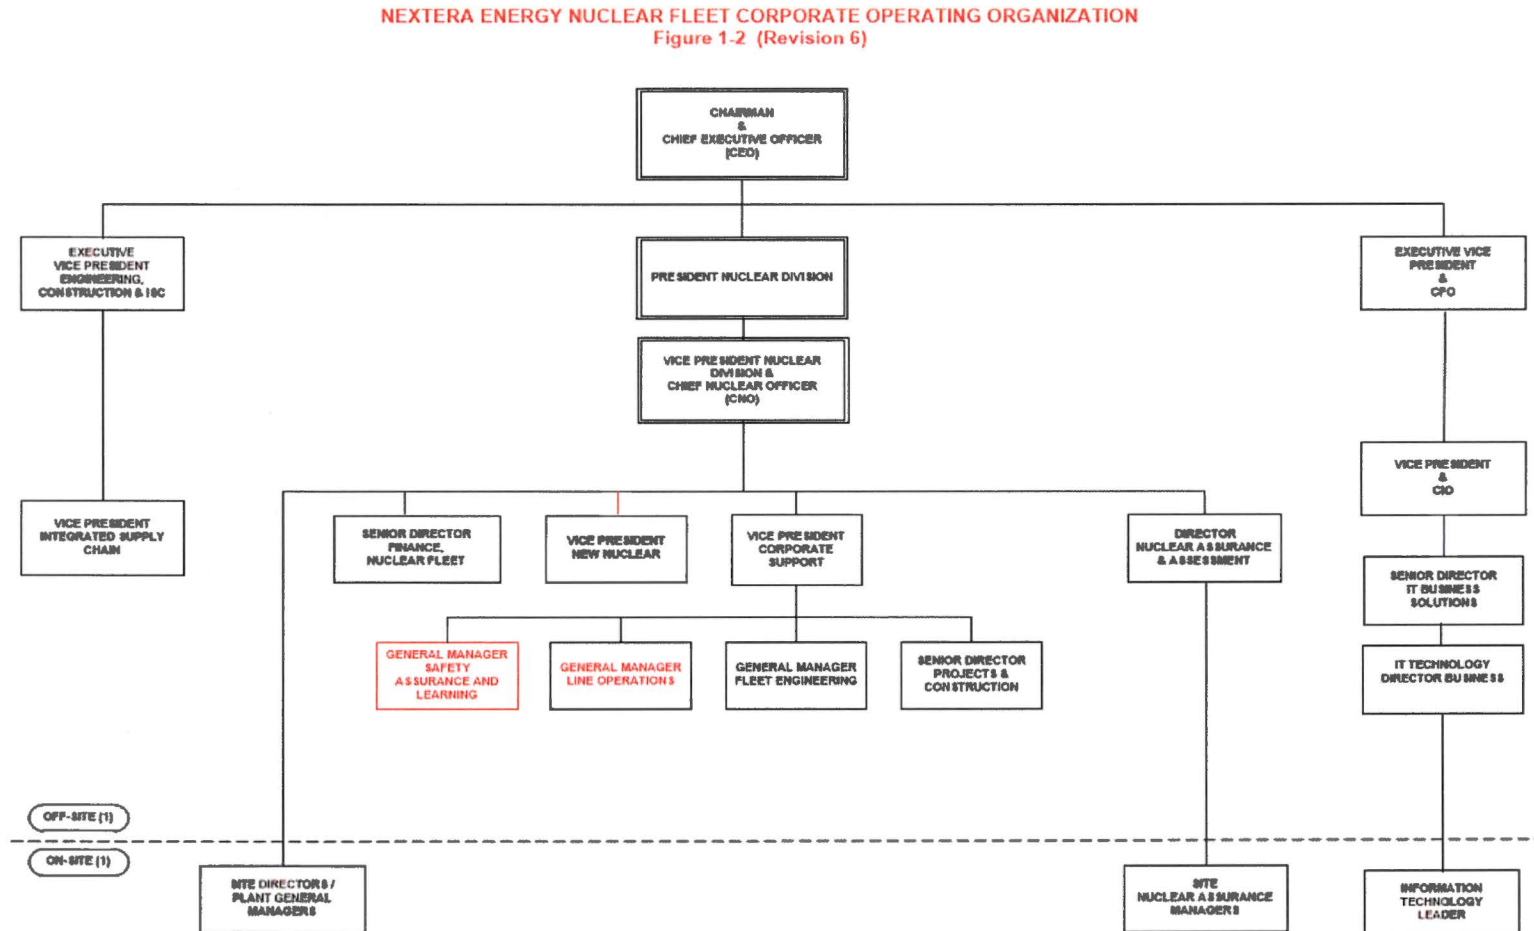 NEXTERA ENERGY NUCLEAR FLEET CORPORATE OPERATING ORGANIZATION
Figure 1-2 (Revision 6)
CHAIRMAN
&
CHIEF EXECUTIVE OFFICER
(CEO)
EXECUTIVE
VICE PRESIDENT
ENGINEERING,
CONSTRUCTION & ISC
PRESIDENT NUCLEAR DIVISION
EXECUTIVE VICE
PRESIDENT
&
CFO
VICE PRESIDENT NUCLEAR
DIVISION &
CHIEF NUCLEAR OFFICER
(CNO)
VICE PRESIDENT
&
CIO
VICE PRESIDENT
INTEGRATED SUPPLY
CHAIN
SENIOR DIRECTOR
FINANCE,
NUCLEAR FLEET
VICE PRESIDENT
NEW NUCLEAR
VICE PRESIDENT
CORPORATE
SUPPORT
DIRECTOR
NUCLEAR ASSURANCE
& ASSESSMENT
SENIOR DIRECTOR
IT BUSINESS
SOLUTIONS
GENERAL MANAGER
SAFETY
ASSURANCE AND
LEARNING
GENERAL MANAGER
LINE OPERATIONS
GENERAL MANAGER
FLEET ENGINEERING
SENIOR DIRECTOR
PROJECTS &
CONSTRUCTION
IT TECHNOLOGY
DIRECTOR BUSINESS
OFF-SITE (1)
ON-SITE (1)
SITE DIRECTORS /
PLANT GENERAL
MANAGERS
SITE
NUCLEAR ASSURANCE
MANAGERS
INFORMATION
TECHNOLOGY
LEADER